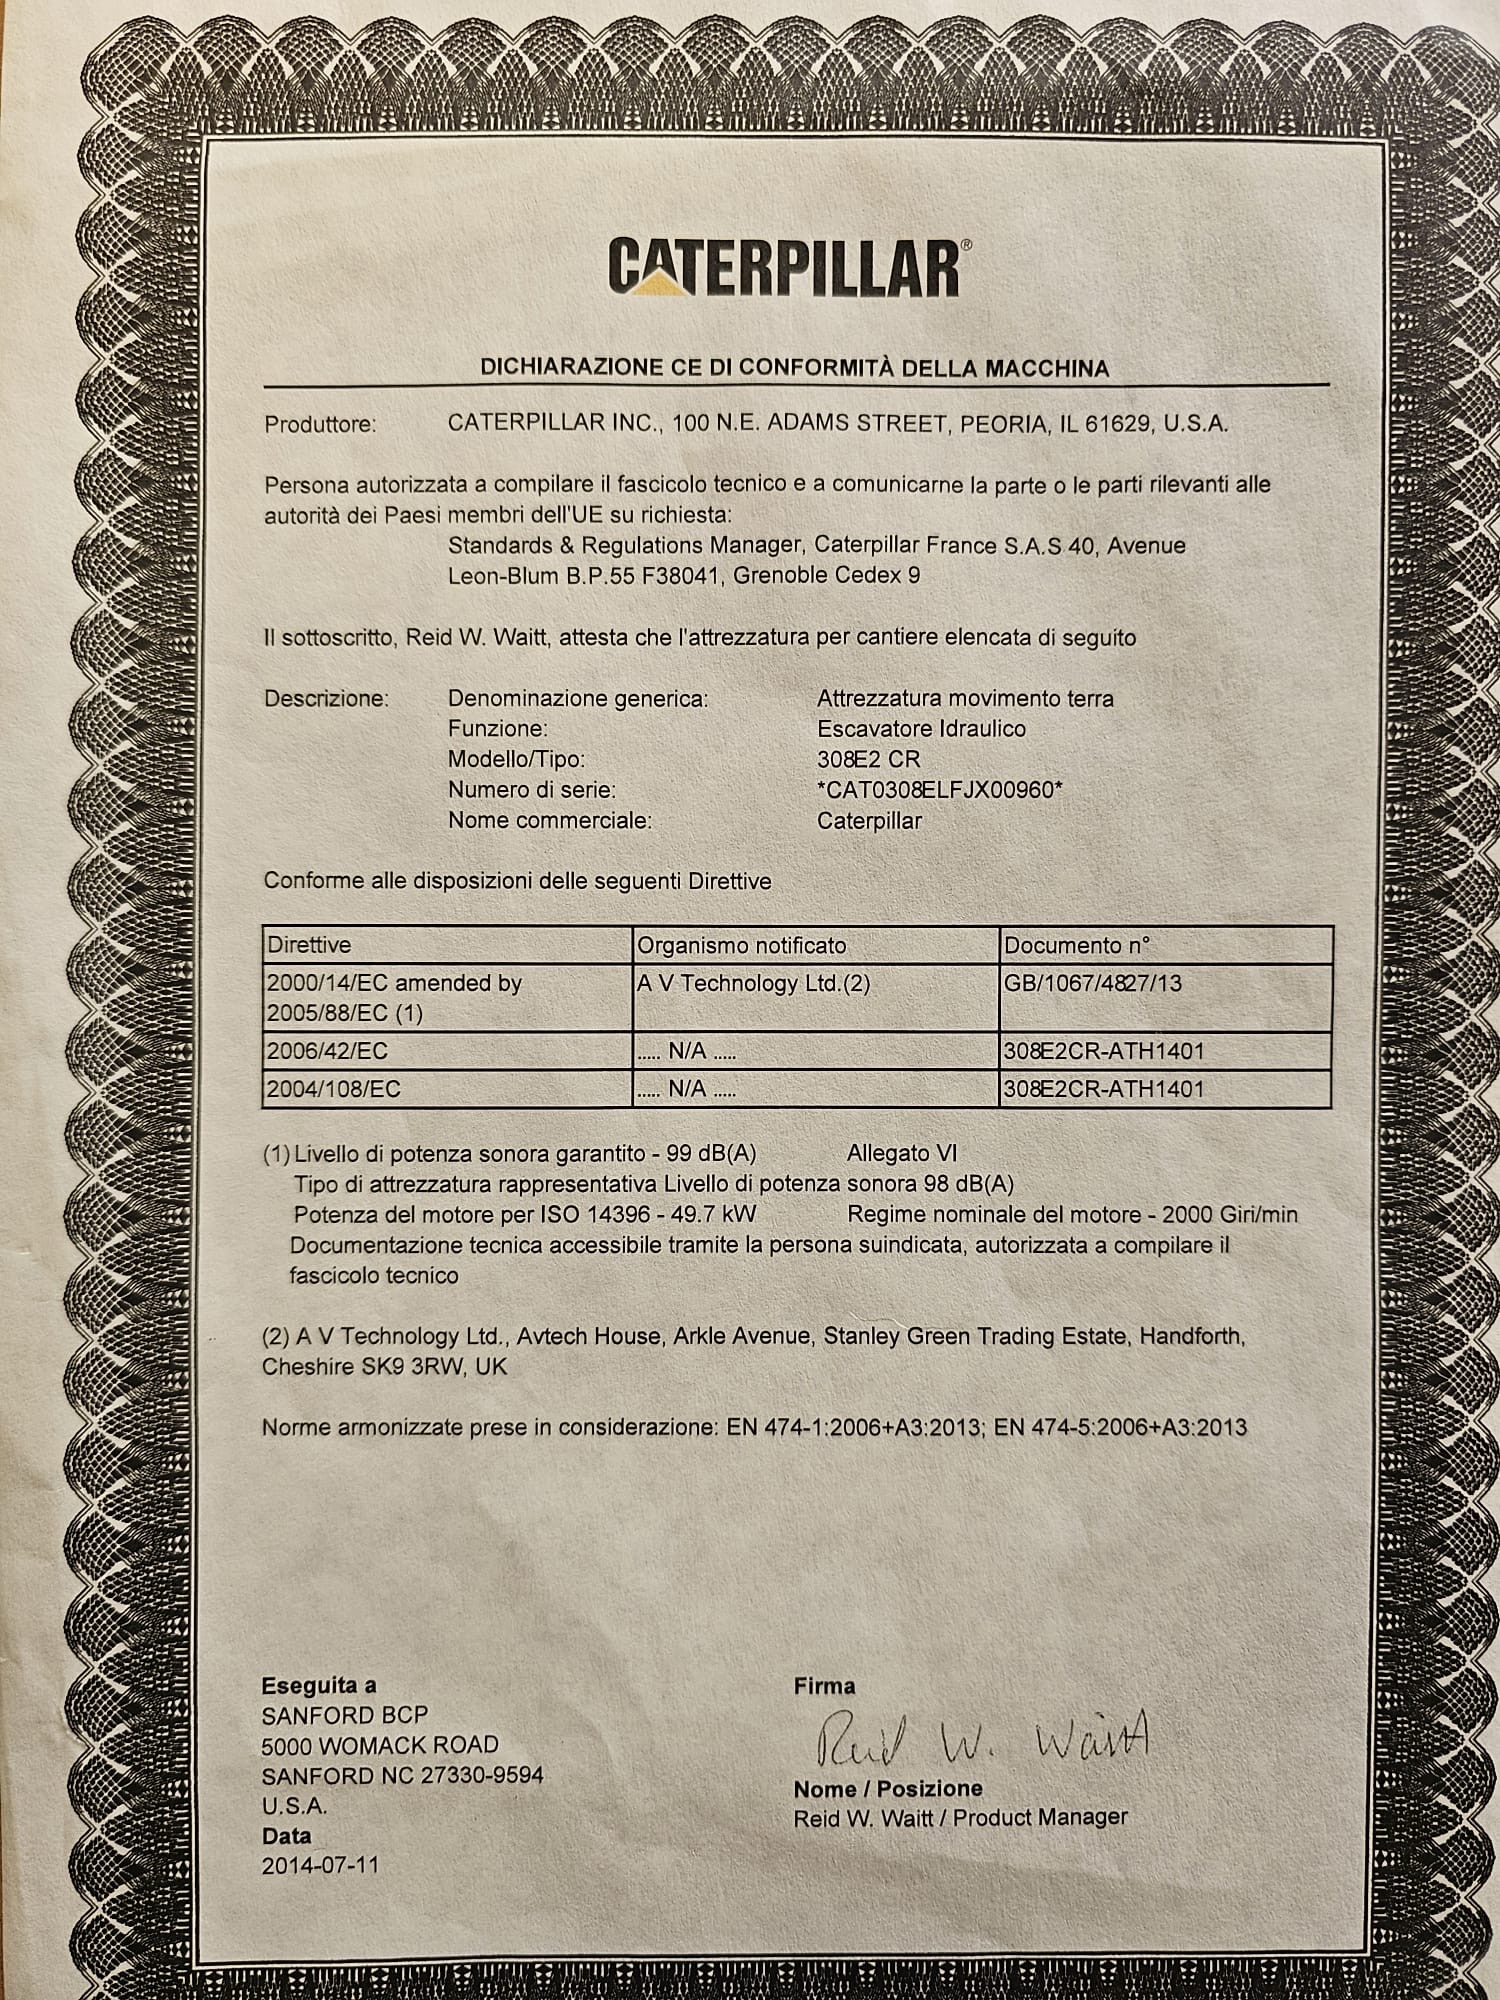 CATERPILLAR®
DICHIARAZIONE CE DI CONFORMITÀ DELLA MACCHINA
Produttore: CATERPILLAR INC., 100 N.E. ADAMS STREET, PEORIA, IL 61629, U.S.A.
Persona autorizzata a compilare il fascicolo tecnico e a comunicarne la parte o le parti rilevanti alle
autorità dei Paesi membri dell'UE su richiesta:
Standards & Regulations Manager, Caterpillar France S.A.S 40, Avenue
Leon-Blum B.P.55 F38041, Grenoble Cedex 9
Il sottoscritto, Reid W. Waitt, attesta che l'attrezzatura per cantiere elencata di seguito
Descrizione: Denominazione generica: Attrezzatura movimento terra
Funzione: Escavatore Idraulico
Modello/Tipo: 308E2 CR
Numero di serie: *CAT0308ELFJX00960*
Nome commerciale: Caterpillar
Conforme alle disposizioni delle seguenti Direttive
Direttive Organismo notificato Documento n°
2000/14/EC amended by A V Technology Ltd.(2) GB/1067/4827/13
2005/88/EC (1)
2006/42/EC ..... N/A ..... 308E2CR-ATH1401
2004/108/EC ..... N/A ..... 308E2CR-ATH1401
(1) Livello di potenza sonora garantito - 99 dB(A) Allegato VI
Tipo di attrezzatura rappresentativa Livello di potenza sonora 98 dB(A)
Potenza del motore per ISO 14396 - 49.7 kW Regime nominale del motore - 2000 Giri/min
Documentazione tecnica accessibile tramite la persona suindicata, autorizzata a compilare il
fascicolo tecnico
(2) A V Technology Ltd., Avtech House, Arkle Avenue, Stanley Green Trading Estate, Handforth,
Cheshire SK9 3RW, UK
Norme armonizzate prese in considerazione: EN 474-1:2006+A3:2013; EN 474-5:2006+A3:2013
Eseguita a
SANFORD BCP
5000 WOMACK ROAD
SANFORD NC 27330-9594
U.S.A.
Data
2014-07-11
Firma
Reid W. Waitt
Nome / Posizione
Reid W. Waitt / Product Manager